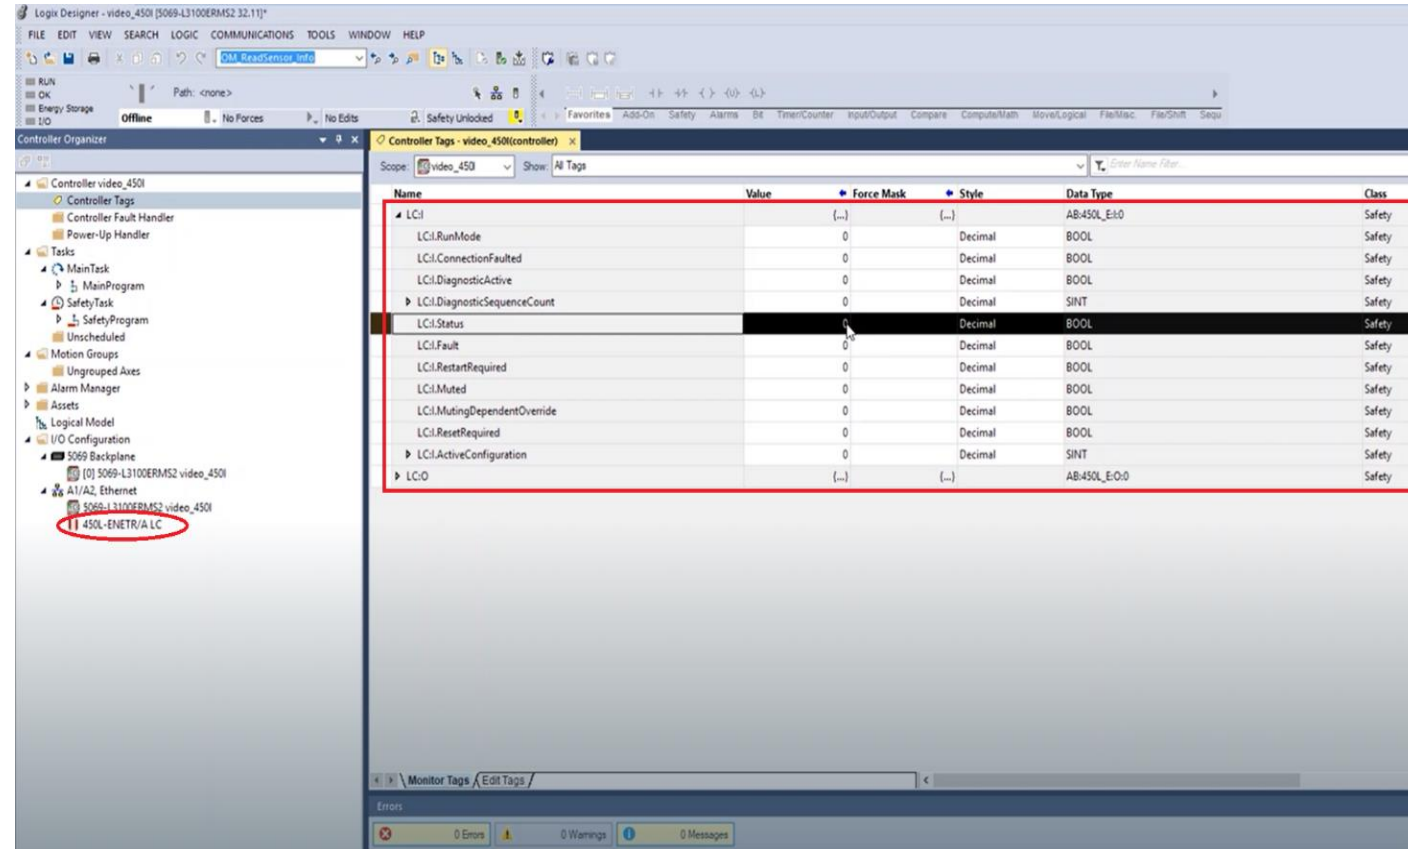 Logix Designer - video_450l [5069-L3100ERMS2 32.11]*
FILE EDIT VIEW SEARCH LOGIC COMMUNICATIONS TOOLS WINDOW HELP
OM_ReadSensor_Info
RUN
OK
Energy Storage
I/O
Path: <none>
Offline No Forces No Edits Safety Unlocked
Favorites Add-On Safety Alarms Bit Timer/Counter Input/Output Compare Compute/Math Move/Logical File/Misc. File/Shift Sequ
Controller Organizer
Controller video_450l
Controller Tags
Controller Fault Handler
Power-Up Handler
Tasks
MainTask
MainProgram
SafetyTask
SafetyProgram
Unscheduled
Motion Groups
Ungrouped Axes
Alarm Manager
Assets
Logical Model
I/O Configuration
5069 Backplane
[0] 5069-L3100ERMS2 video_450l
A1/A2, Ethernet
5069-L3100ERMS2 video_450l
450L-ENETR/A LC
Controller Tags - video_450l(controller)
Scope: video_450l Show: All Tags Enter Name Filter...
Name Value Force Mask Style Data Type Class
LC:I {...} {...} AB:450L_E:I:0 Safety
LC:I.RunMode 0 Decimal BOOL Safety
LC:I.ConnectionFaulted 0 Decimal BOOL Safety
LC:I.DiagnosticActive 0 Decimal BOOL Safety
LC:I.DiagnosticSequenceCount 0 Decimal SINT Safety
LC:I.Status 0 Decimal BOOL Safety
LC:I.Fault 0 Decimal BOOL Safety
LC:I.RestartRequired 0 Decimal BOOL Safety
LC:I.Muted 0 Decimal BOOL Safety
LC:I.MutingDependentOverride 0 Decimal BOOL Safety
LC:I.ResetRequired 0 Decimal BOOL Safety
LC:I.ActiveConfiguration 0 Decimal SINT Safety
LC:O {...} {...} AB:450L_E:O:0 Safety
Monitor Tags Edit Tags
Errors
0 Errors 0 Warnings 0 Messages